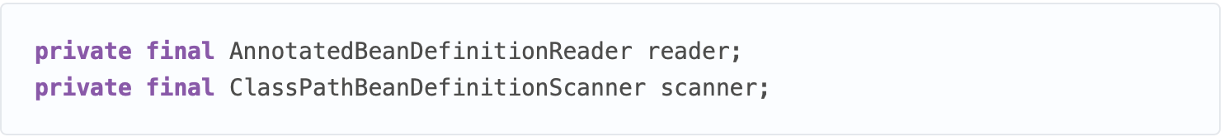 private final AnnotatedBeanDefinitionReader reader;
private final ClassPathBeanDefinitionScanner scanner;